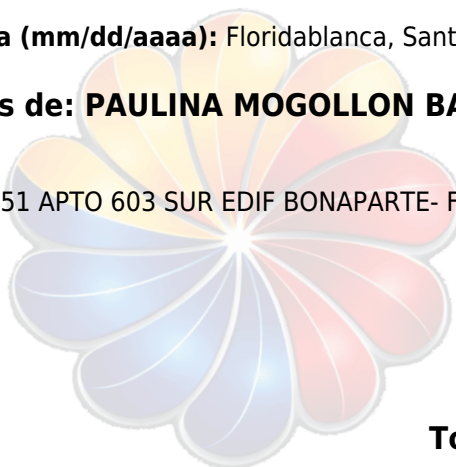 a (mm/dd/aaaa): Floridablanca, Sant
s de: PAULINA MOGOLLON BA
51 APTO 603 SUR EDIF BONAPARTE- F
To